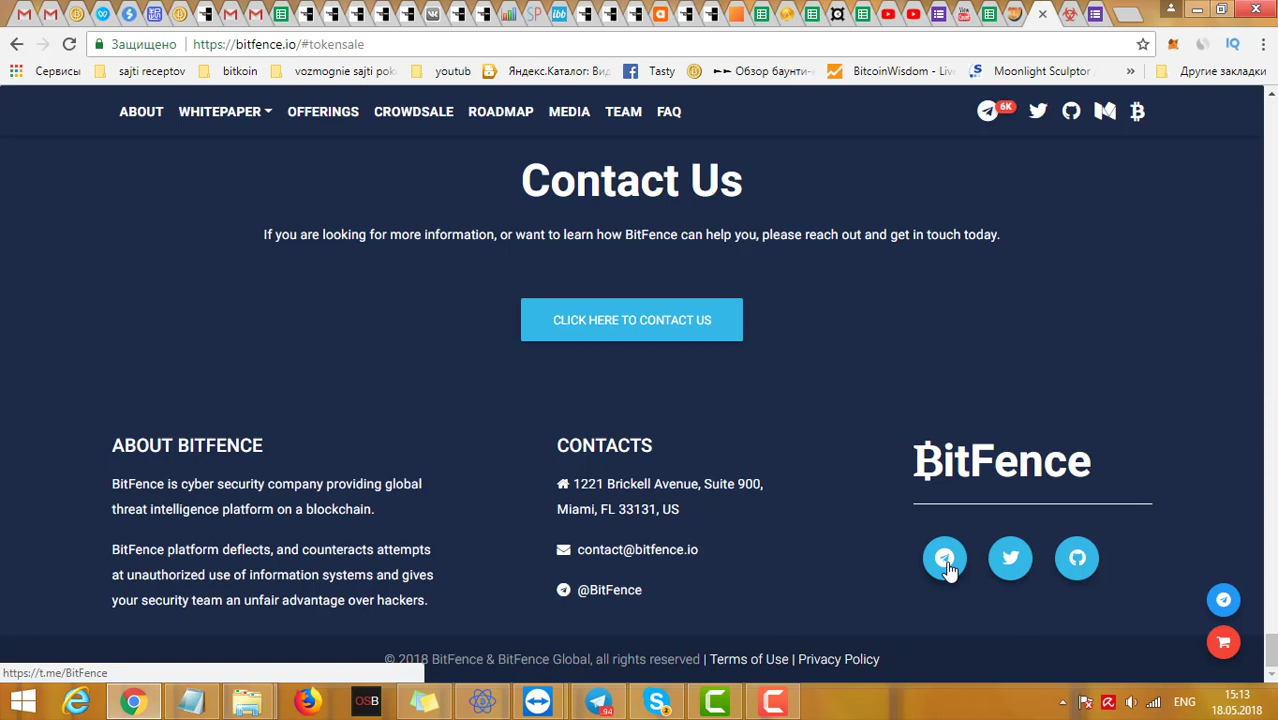 Защищено https://bitfence.io/#tokensale
IQ
Сервисы sajti receptov bitkoin vozmognie sajti pok youtube Яндекс.Каталог: Вид Tasty ►► Обзор баунти-к BitcoinWisdom - Live Moonlight Sculptor » Другие закладки
ABOUT WHITEPAPER OFFERINGS CROWDSALE ROADMAP MEDIA TEAM FAQ 6K
Contact Us
If you are looking for more information, or want to learn how BitFence can help you, please reach out and get in touch today.
CLICK HERE TO CONTACT US
ABOUT BITFENCE
BitFence is cyber security company providing global
threat intelligence platform on a blockchain.
BitFence platform deflects, and counteracts attempts
at unauthorized use of information systems and gives
your security team an unfair advantage over hackers.
CONTACTS
1221 Brickell Avenue, Suite 900,
Miami, FL 33131, US
contact@bitfence.io
@BitFence
BitFence
© 2018 BitFence & BitFence Global, all rights reserved | Terms of Use | Privacy Policy
https://t.me/BitFence
OSB 94 ENG 15:13
18.05.2018